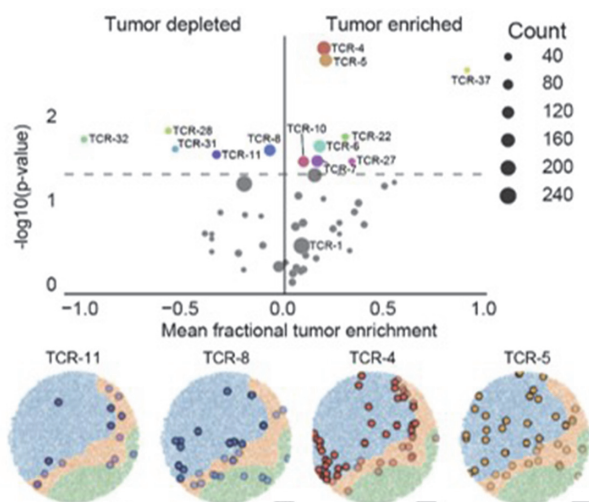 Tumor depleted
Tumor enriched
Count
40
80
120
160
200
240
TCR-4
TCR-5
TCR-37
TCR-32
TCR-28
TCR-31
TCR-11
TCR-8
TCR-10
TCR-22
TCR-6
TCR-27
TCR-7
TCR-1
-log10(p-value)
2
1
0
−1.0
−0.5
0.0
0.5
1.0
Mean fractional tumor enrichment
TCR-11
TCR-8
TCR-4
TCR-5